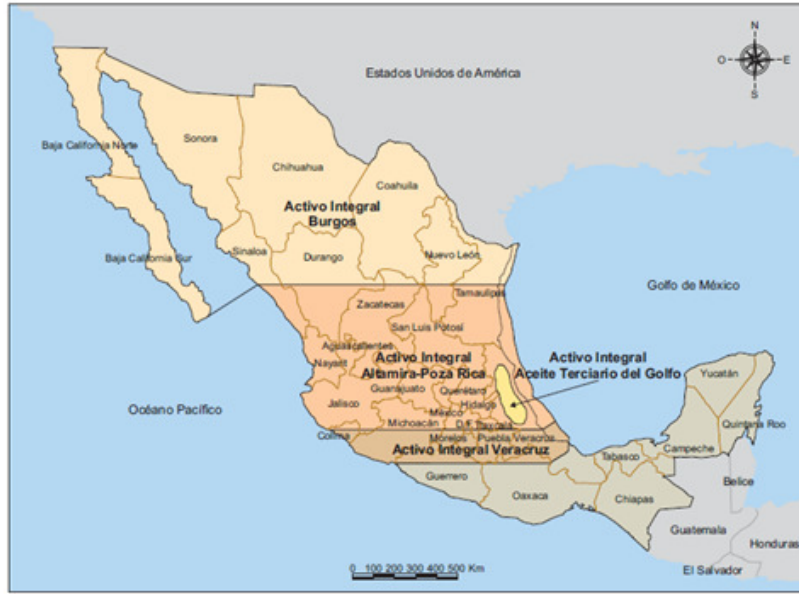 N
O
E
S
Estados Unidos de América
Baja California Norte
Sonora
Chihuahua
Coahuila
Activo Integral
Burgos
Baja California Sur
Sinaloa
Durango
Nuevo León
Golfo de México
Tamaulipas
Zacatecas
San Luis Potosí
Aguascalientes
Nayarit
Activo Integral
Altamira-Poza Rica
Activo Integral
Aceite Terciario del Golfo
Yucatán
Guanajuato
Querétaro
Jalisco
Hidalgo
Océano Pacífico
México
Michoacán
D.F.
Tlaxcala
Quintana Roo
Colima
Morelos
Puebla
Veracruz
Activo Integral Veracruz
Campeche
Tabasco
Guerrero
Belice
Oaxaca
Chiapas
Guatemala
Honduras
El Salvador
0 100 200 300 400 500 Km